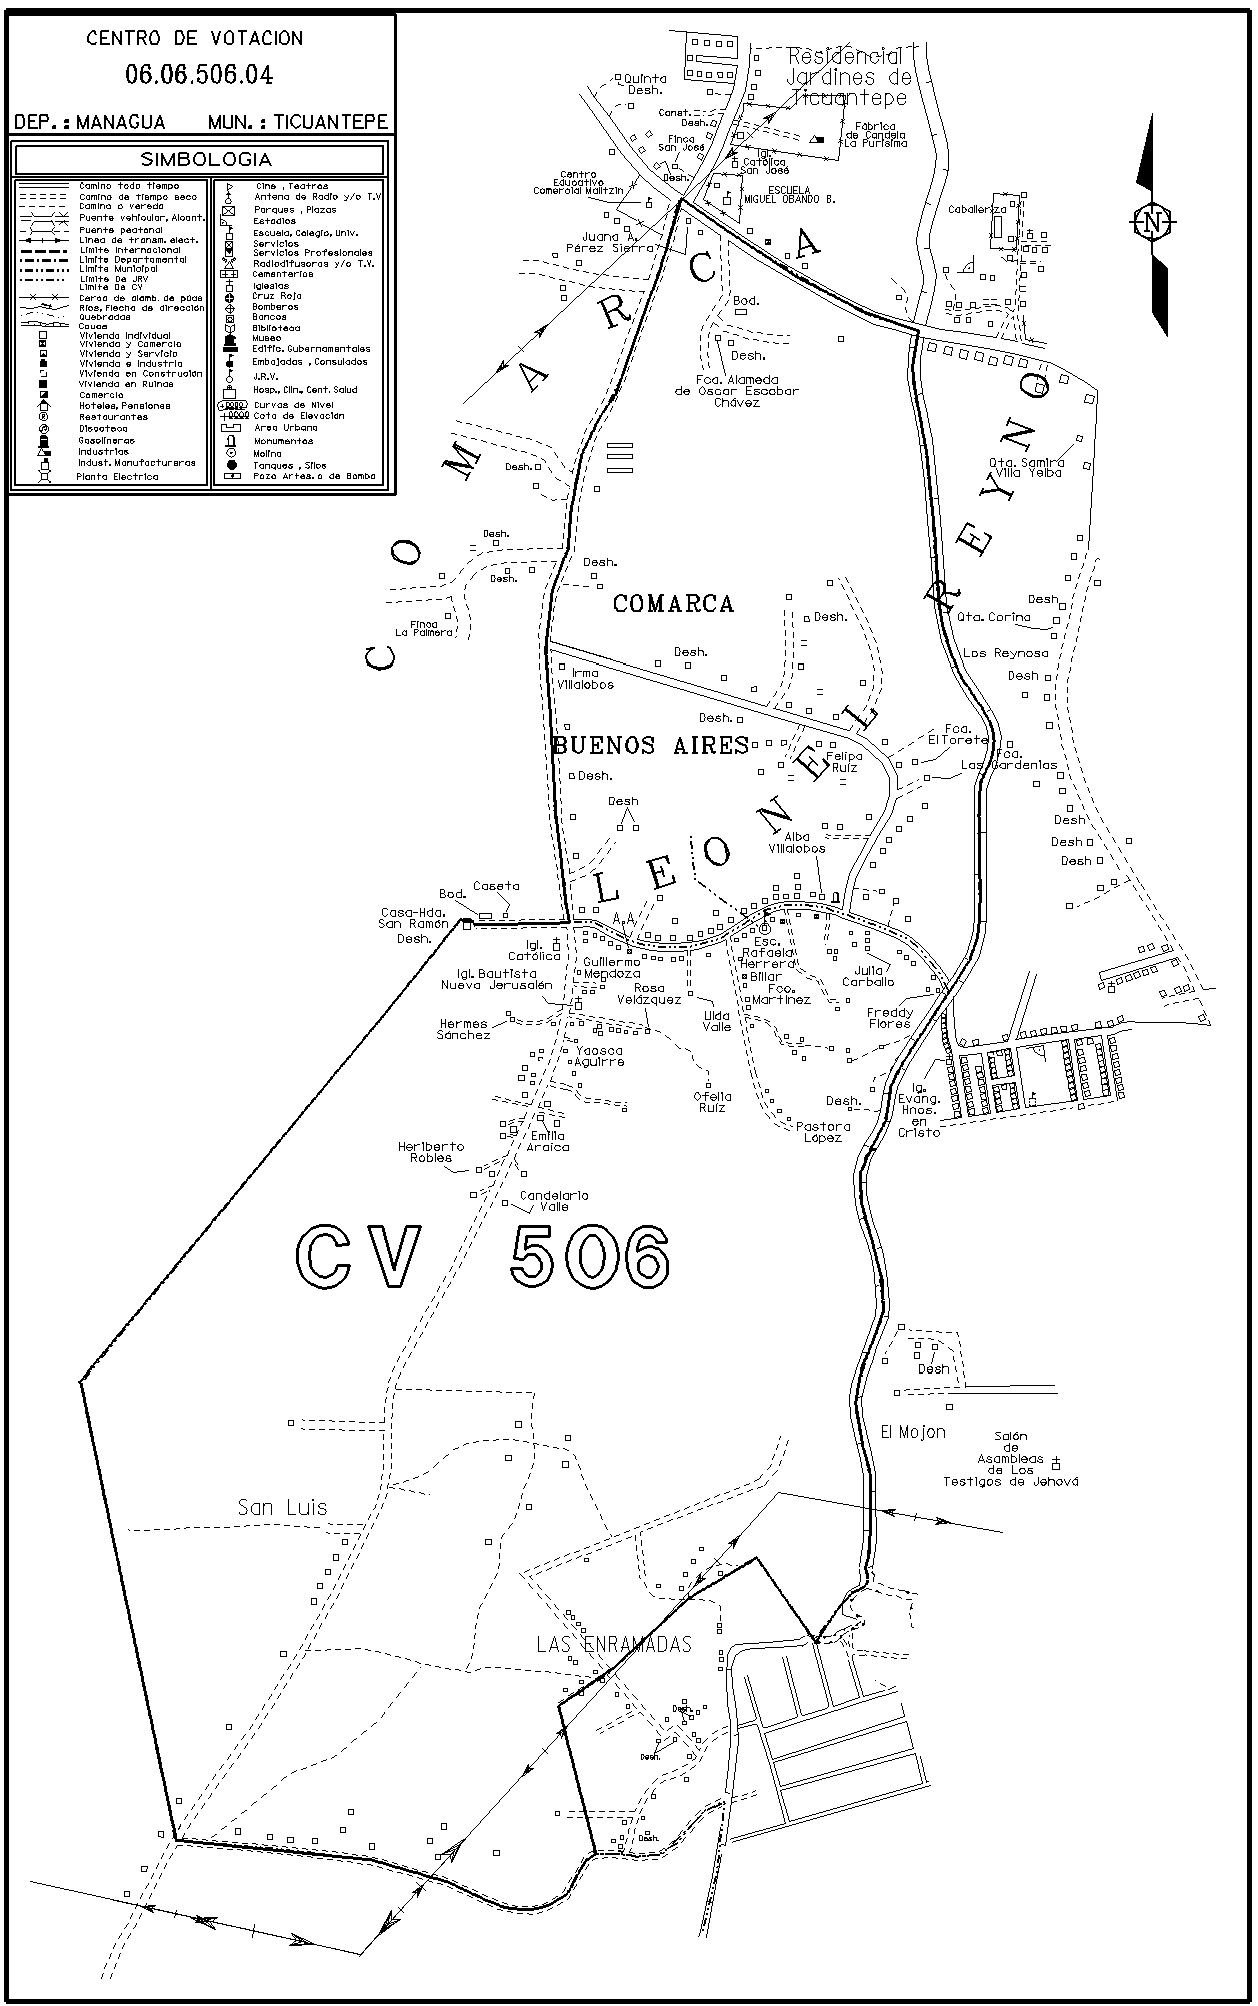 CENTRO DE VOTACION
06.06.506.04
DEP. : MANAGUA MUN. : TICUANTEPE
SIMBOLOGIA
Camino todo tiempo
Camino de tiempo seco
Camino o vereda
Puente vehicular, Alcant.
Puente peatonal
Linea de transm. elect.
Limite Internacional
Limite Departamental
Limite Municipal
Limite De JRV
Limite De CV
Cerca de alamb. de púas
Ríos, Flecha de dirección
Quebradas
Cauce
Vivienda Individual
Vivienda y Comercio
Vivienda y Servicio
Vivienda e Industria
Vivienda en Construción
Vivienda en Ruinas
Comercio
Hoteles, Pensiones
Restaurantes
Discoteca
Gasolineras
Industrias
Indust. Manufactureras
Planta Electrica
Cine , Teatros
Antena de Radio y/o T.V
Parques , Plazas
Estadios
Escuela, Colegio, Univ.
Servicios
Servicios Profesionales
Radiodifusoras y/o T.V.
Cementerios
Iglesias
Cruz Roja
Bomberos
Bancos
Biblioteca
Museo
Edific. Gubernamentales
Embajadas , Consulados
J.R.V.
Hosp., Clin., Cent. Salud
Curvas de Nivel
Cota de Elevación
Area Urbana
Monumentos
Molino
Tanques , Silos
Pozo Artes. o de Bomba
Residencial
Jardines de
Ticuantepe
Quinta
Desh.
Const.
Desh.
Finca
San José
Desh.
Fábrica
de Candela
La Purísima
Igl.
Católica
San José
ESCUELA
MIGUEL OBANDO B.
Centro
Educativo
Comercial Malitzin
Juana A.
Pérez Sierra
Caballeriza
N
COMARCA
LEONEL
REYNO
Bod.
Desh.
Fca. Alameda
de Oscar Escobar
Chávez
Qta. Samira
Villa Yelba
Desh.
Desh.
Desh.
Desh.
Finca
La Palmera
COMARCA
Desh.
Desh
Qta. Corina
Los Reynosa
Desh.
Desh
Irma
Villalobos
Desh.
BUENOS AIRES
Felipa
Ruíz
Fca.
El Torete
Fca.
Las Gardenias
Desh.
Desh
Alba
Villalobos
Desh
Desh
Desh
Bod.
Caseta
Casa-Hda.
San Ramón
Desh.
A.A
Igl.
Católica
Guillermo
Mendoza
Esc.
Rafaela
Herrera
Billar
Fco.
Martínez
Julia
Carballo
Igl. Bautista
Nueva Jerusalén
Rosa
Velázquez
Ulda
Valle
Freddy
Flores
Hermes
Sánchez
Yaosca
Aguirre
Ofelia
Ruíz
Desh.
Ig.
Evang.
Hnos.
en
Cristo
Pastora
López
Emilia
Araica
Heriberto
Robles
Candelaria
Valle
CV 506
Desh
El Mojon
Salón
de
Asambleas
de Los
Testigos de Jehová
San Luis
LAS ENRAMADAS
Desh.
Desh.
Desh.